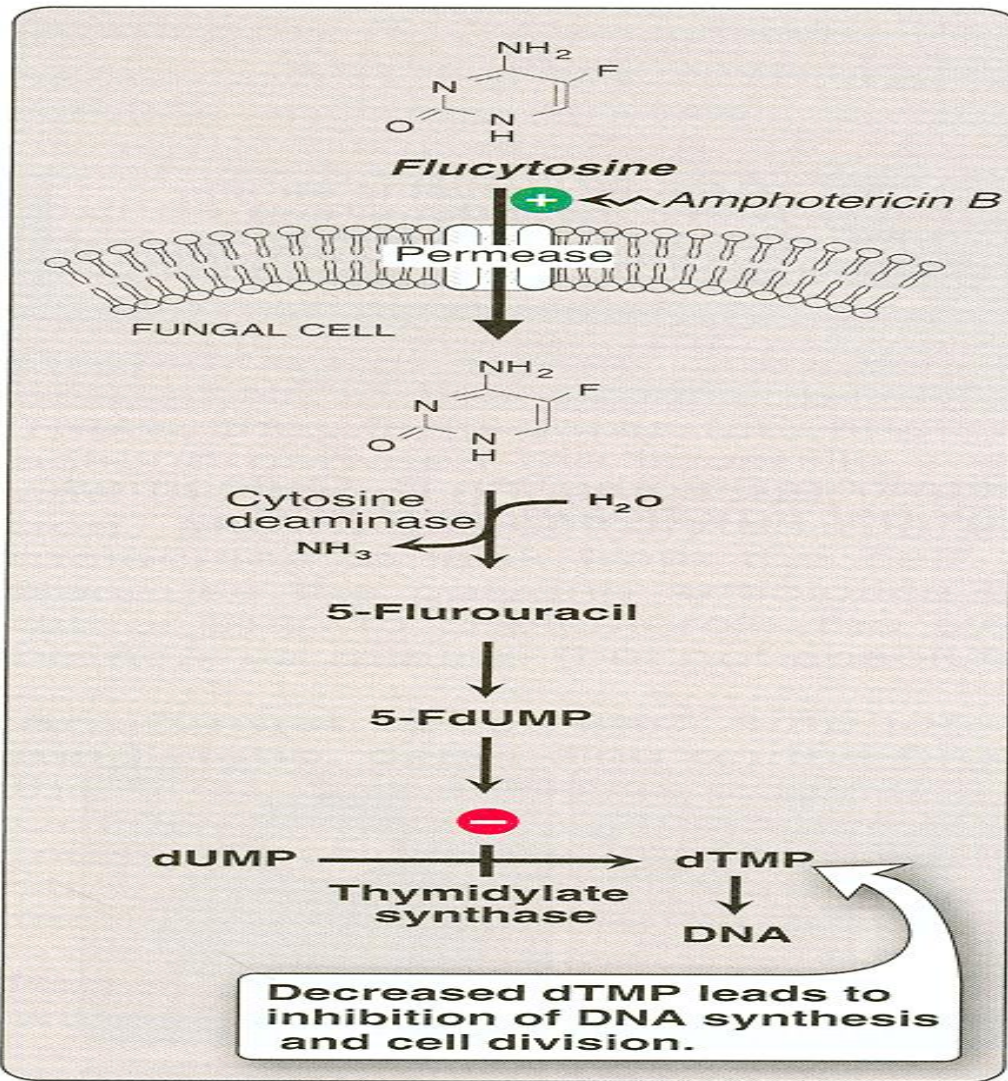 NH₂
F
N
O
N
H
Flucytosine
+
Amphotericin B
Permease
FUNGAL CELL
NH₂
F
N
O
N
H
Cytosine
deaminase
H₂O
NH₃
5-Flurouracil
5-FdUMP
−
dUMP
dTMP
Thymidylate
synthase
DNA
Decreased dTMP leads to
inhibition of DNA synthesis
and cell division.